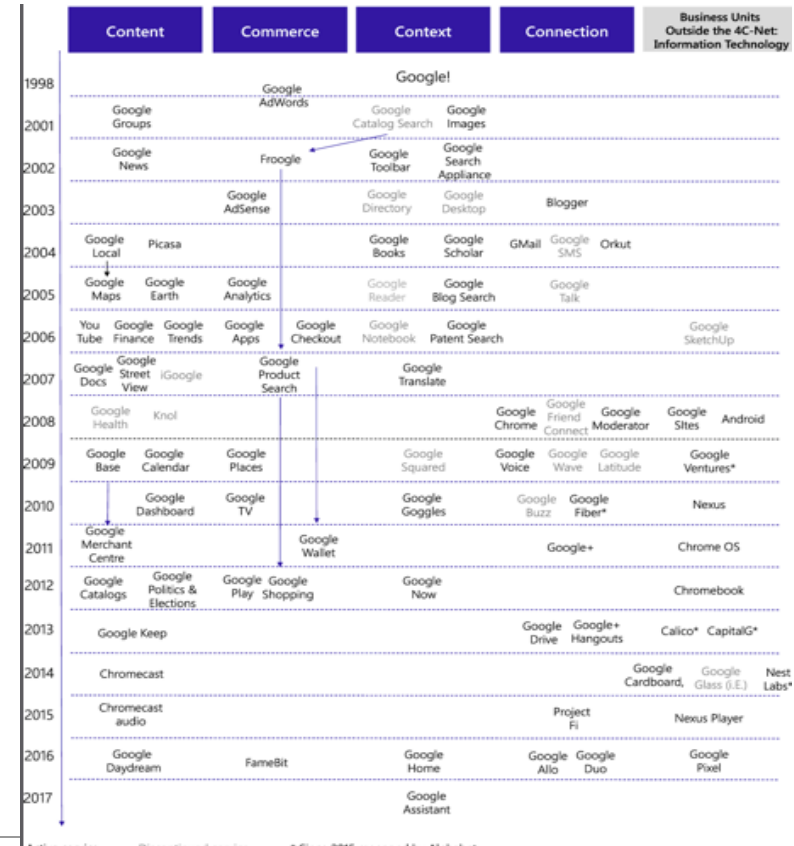 Content Commerce Context Connection Business Units
Outside the 4C-Net:
Information Technology
1998
Google
AdWords
Google!
2001
Google
Groups
Google
Catalog Search
Google
Images
2002
Google
News
Froogle
Google
Toolbar
Google
Search
Appliance
2003
Google
AdSense
Google
Directory
Google
Desktop
Blogger
2004
Google
Local
Picasa
Google
Books
Google
Scholar
GMail
Google
SMS
Orkut
2005
Google
Maps
Google
Earth
Google
Analytics
Google
Reader
Google
Blog Search
Google
Talk
2006
You
Tube
Google
Finance
Google
Trends
Google
Apps
Google
Checkout
Google
Notebook
Google
Patent Search
Google
SketchUp
2007
Google
Docs
Google
Street
View
iGoogle
Google
Product
Search
Google
Translate
2008
Google
Health
Knol
Google
Chrome
Google
Friend
Connect
Google
Moderator
Google
SItes
Android
2009
Google
Base
Google
Calendar
Google
Places
Google
Squared
Google
Voice
Google
Wave
Google
Latitude
Google
Ventures*
2010
Google
Dashboard
Google
TV
Google
Goggles
Google
Buzz
Google
Fiber*
Nexus
2011
Google
Merchant
Centre
Google
Wallet
Google+
Chrome OS
2012
Google
Catalogs
Google
Politics &
Elections
Google
Play
Google
Shopping
Google
Now
Chromebook
2013
Google Keep
Google
Drive
Google+
Hangouts
Calico* CapitalG*
2014
Chromecast
Google
Cardboard,
Google
Glass (i.E.)
Nest
Labs*
2015
Chromecast
audio
Project
Fi
Nexus Player
2016
Google
Daydream
FameBit
Google
Home
Google
Allo
Google
Duo
Google
Pixel
2017
Google
Assistant